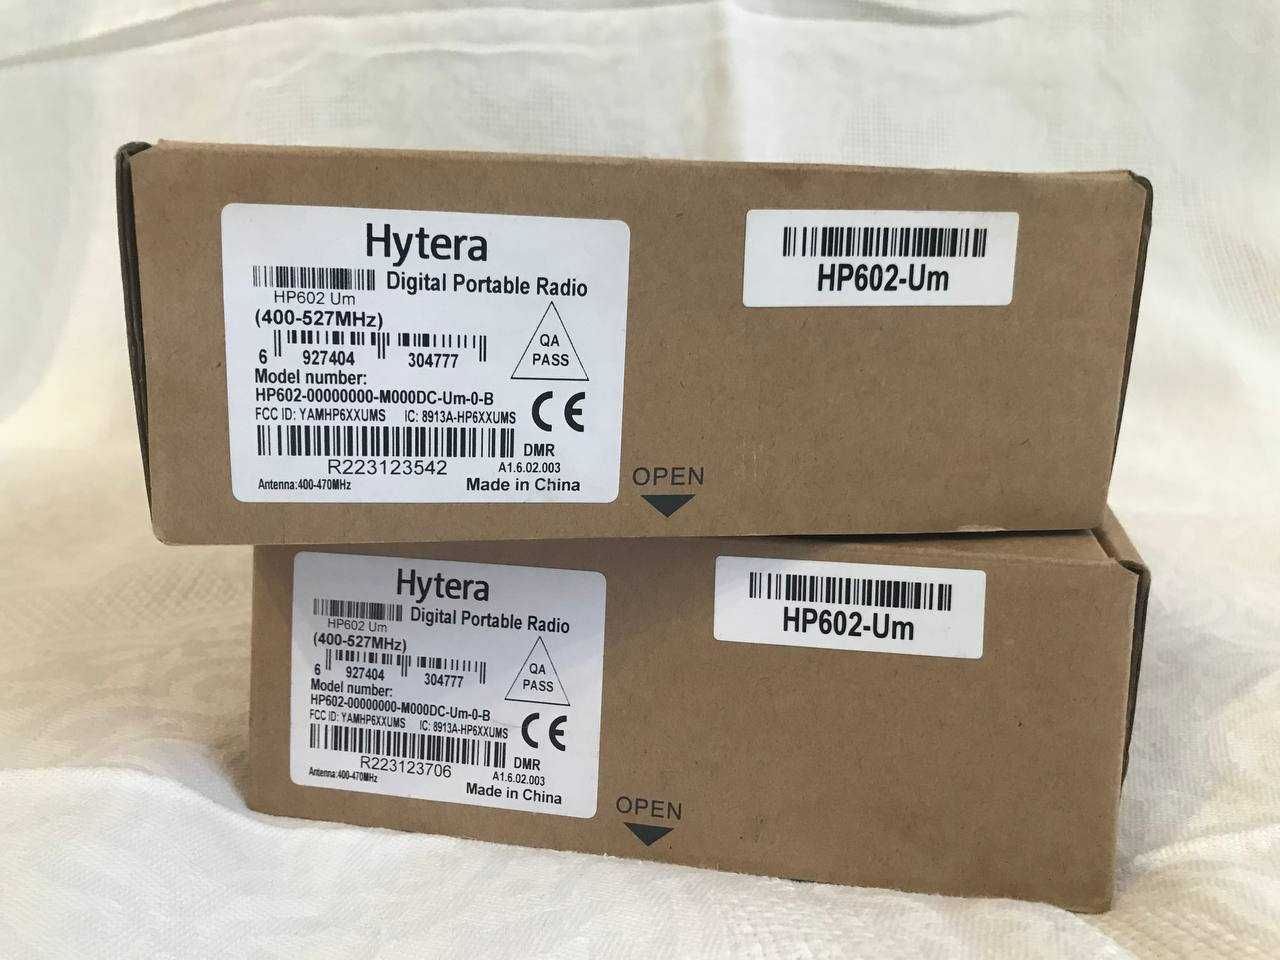 Hytera
Digital Portable Radio
HP602 Um
(400-527MHz)
6 927404 304777
QA
PASS
Model number:
HP602-00000000-M000DC-Um-0-B
FCC ID: YAMHP6XXUMS IC: 8913A-HP6XXUMS
CE
DMR
R223123542
A1.6.02.003
Antenna:400-470MHz
Made in China
HP602-Um
OPEN
Hytera
Digital Portable Radio
HP602 Um
(400-527MHz)
6 927404 304777
QA
PASS
Model number:
HP602-00000000-M000DC-Um-0-B
FCC ID: YAMHP6XXUMS IC: 8913A-HP6XXUMS
CE
DMR
R223123706
A1.6.02.003
Antenna:400-470MHz
Made in China
HP602-Um
OPEN